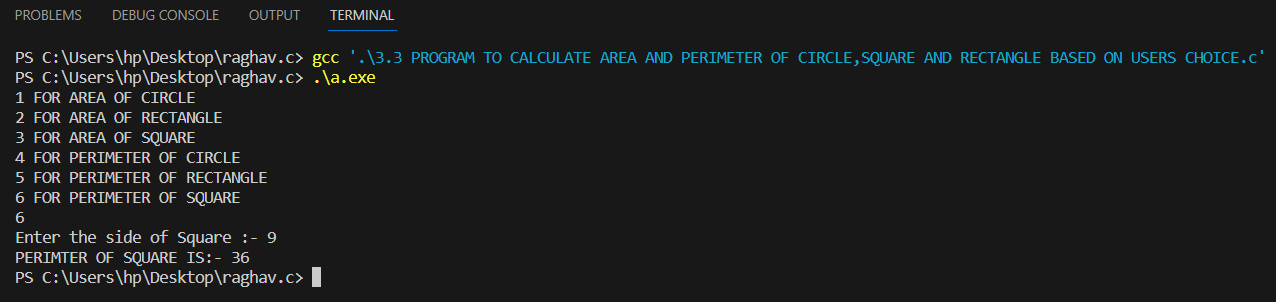 PROBLEMS DEBUG CONSOLE OUTPUT TERMINAL
PS C:\Users\hp\Desktop\raghav.c> gcc '.\3.3 PROGRAM TO CALCULATE AREA AND PERIMETER OF CIRCLE,SQUARE AND RECTANGLE BASED ON USERS CHOICE.c'
PS C:\Users\hp\Desktop\raghav.c> .\a.exe
1 FOR AREA OF CIRCLE
2 FOR AREA OF RECTANGLE
3 FOR AREA OF SQUARE
4 FOR PERIMETER OF CIRCLE
5 FOR PERIMETER OF RECTANGLE
6 FOR PERIMETER OF SQUARE
6
Enter the side of Square :- 9
PERIMTER OF SQUARE IS:- 36
PS C:\Users\hp\Desktop\raghav.c>